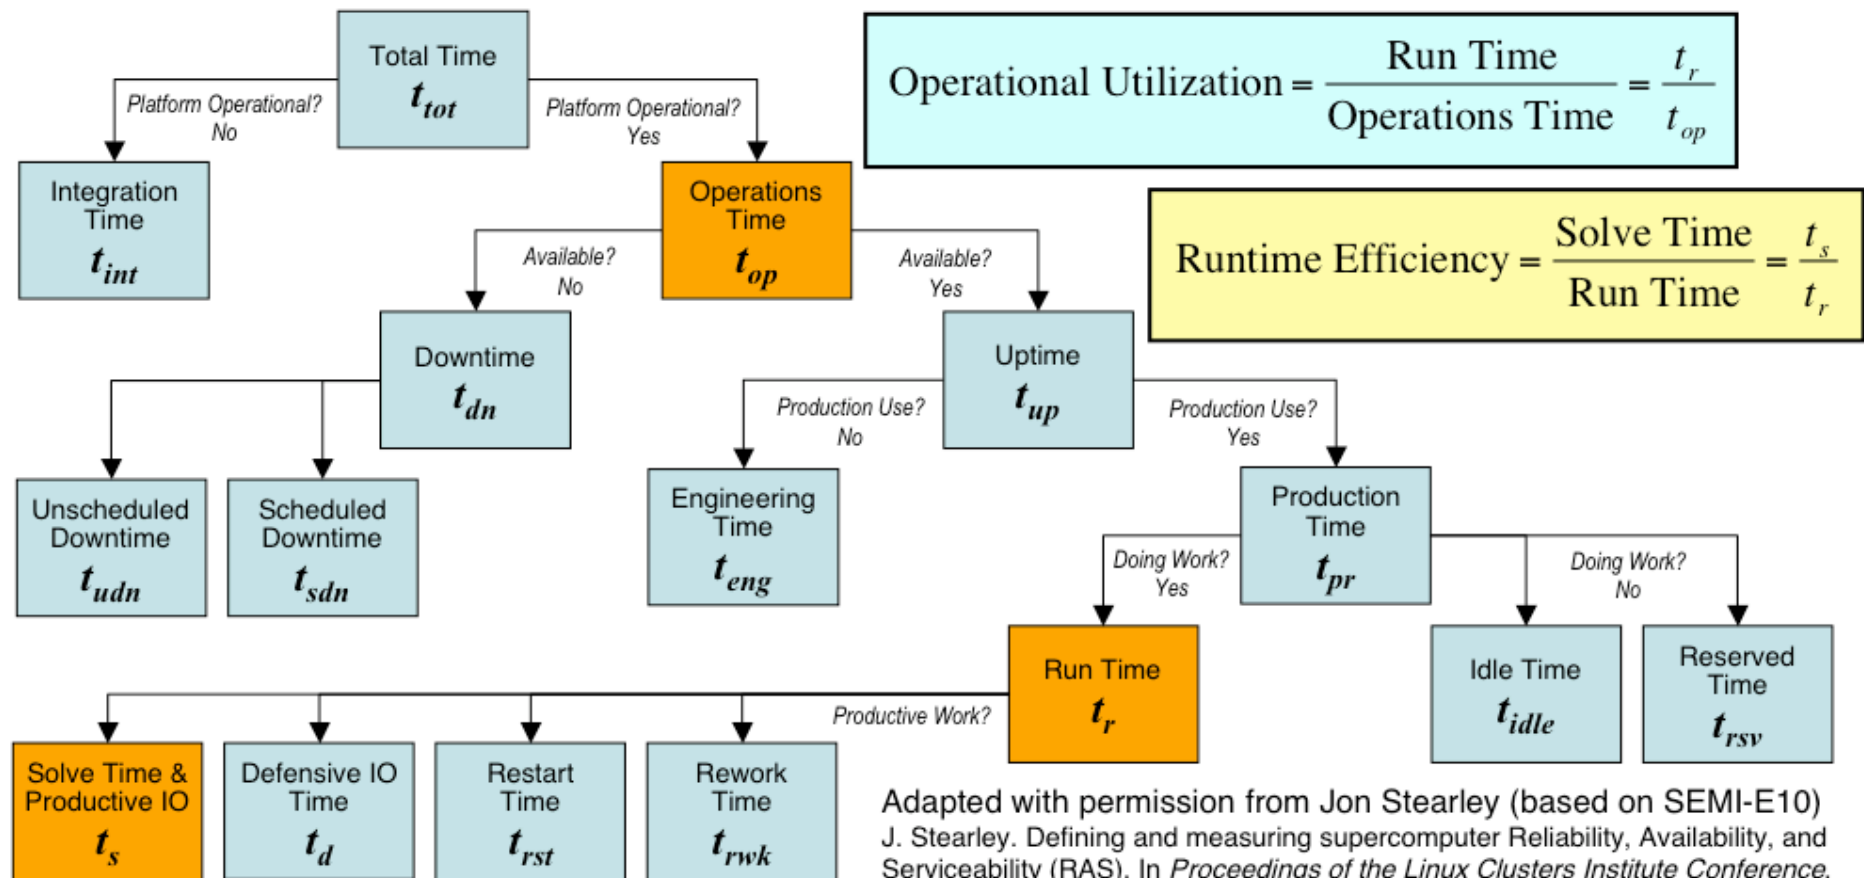 Total Time
t_tot
Operational Utilization = Run Time / Operations Time = t_r / t_op
Platform Operational?
No
Platform Operational?
Yes
Integration
Time
t_int
Operations
Time
t_op
Runtime Efficiency = Solve Time / Run Time = t_s / t_r
Available?
No
Available?
Yes
Downtime
t_dn
Uptime
t_up
Production Use?
No
Production Use?
Yes
Unscheduled
Downtime
t_udn
Scheduled
Downtime
t_sdn
Engineering
Time
t_eng
Production
Time
t_pr
Doing Work?
Yes
Doing Work?
No
Run Time
t_r
Idle Time
t_idle
Reserved
Time
t_rsv
Productive Work?
Solve Time &
Productive IO
t_s
Defensive IO
Time
t_d
Restart
Time
t_rst
Rework
Time
t_rwk
Adapted with permission from Jon Stearley (based on SEMI-E10)
J. Stearley. Defining and measuring supercomputer Reliability, Availability, and
Serviceability (RAS). In Proceedings of the Linux Clusters Institute Conference.